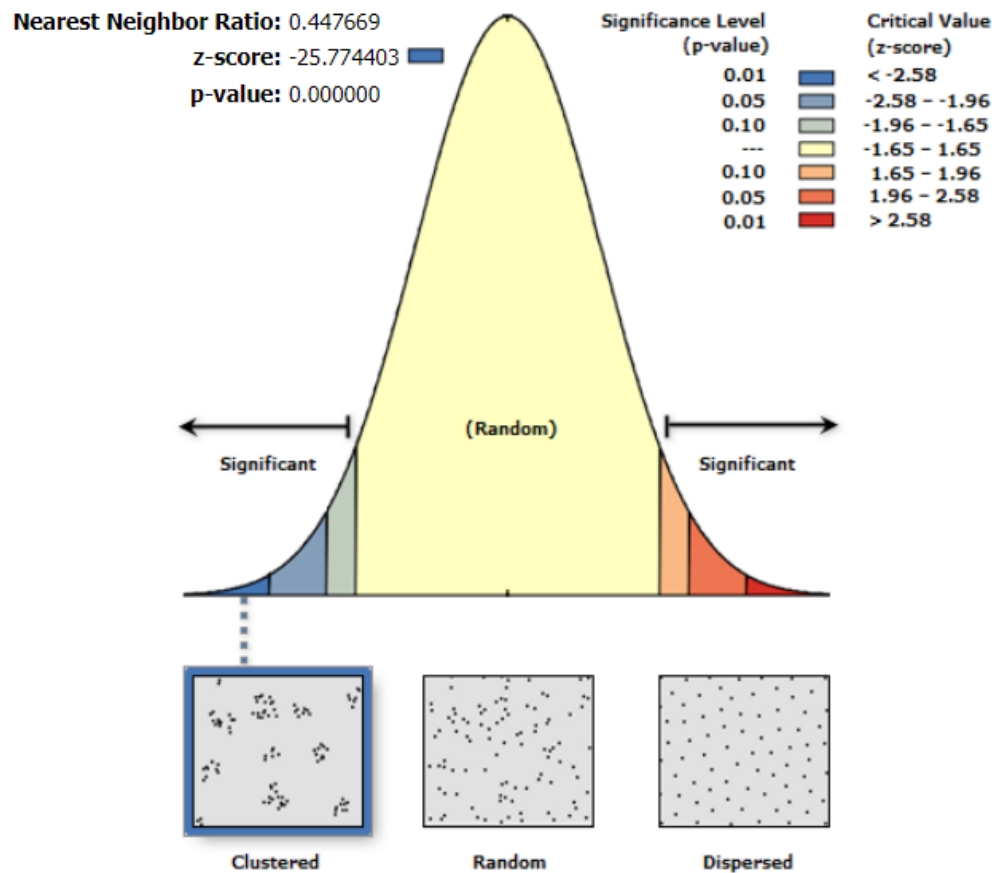 Nearest Neighbor Ratio: 0.447669
z-score: -25.774403
p-value: 0.000000
Significance Level
(p-value)
Critical Value
(z-score)
0.01 < -2.58
0.05 -2.58 – -1.96
0.10 -1.96 – -1.65
--- -1.65 – 1.65
0.10 1.65 – 1.96
0.05 1.96 – 2.58
0.01 > 2.58
(Random)
Significant
Significant
Clustered
Random
Dispersed